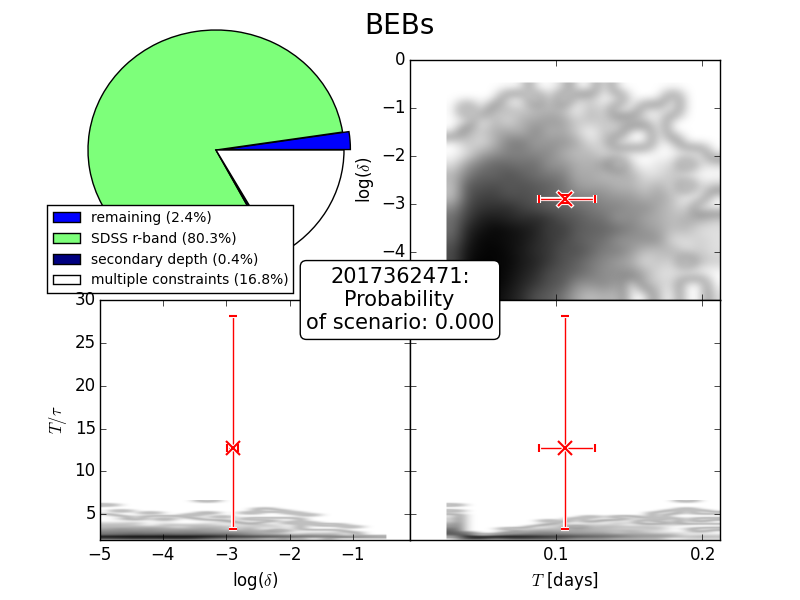 BEBs
remaining (2.4%)
SDSS r-band (80.3%)
secondary depth (0.4%)
multiple constraints (16.8%)
0
−1
−2
−3
−4
log(δ)
2017362471:
Probability
of scenario: 0.000
30
25
20
15
10
5
T/τ
−5 −4 −3 −2 −1
log(δ)
0.1 0.2
T [days]